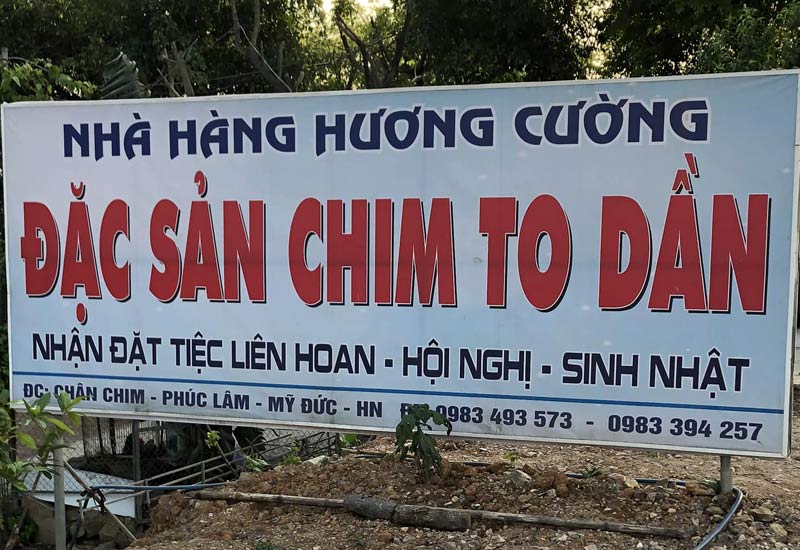 NHÀ HÀNG HƯƠNG CƯỜNG
ĐẶC SẢN CHIM TO DẦN
NHẬN ĐẶT TIỆC LIÊN HOAN - HỘI NGHỊ - SINH NHẬT
ĐC: CHÂN CHIM - PHÚC LÂM - MỸ ĐỨC - HN 0983 493 573 - 0983 394 257